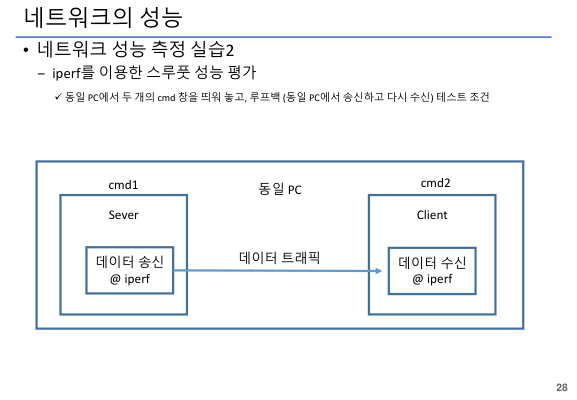 네트워크의 성능
• 네트워크 성능 측정 실습2
– iperf를 이용한 스루풋 성능 평가
✓ 동일 PC에서 두 개의 cmd 창을 띄워 놓고, 루프백 (동일 PC에서 송신하고 다시 수신) 테스트 조건
cmd1
동일 PC
cmd2
Sever
Client
데이터 송신
@ iperf
데이터 트래픽
데이터 수신
@ iperf
28